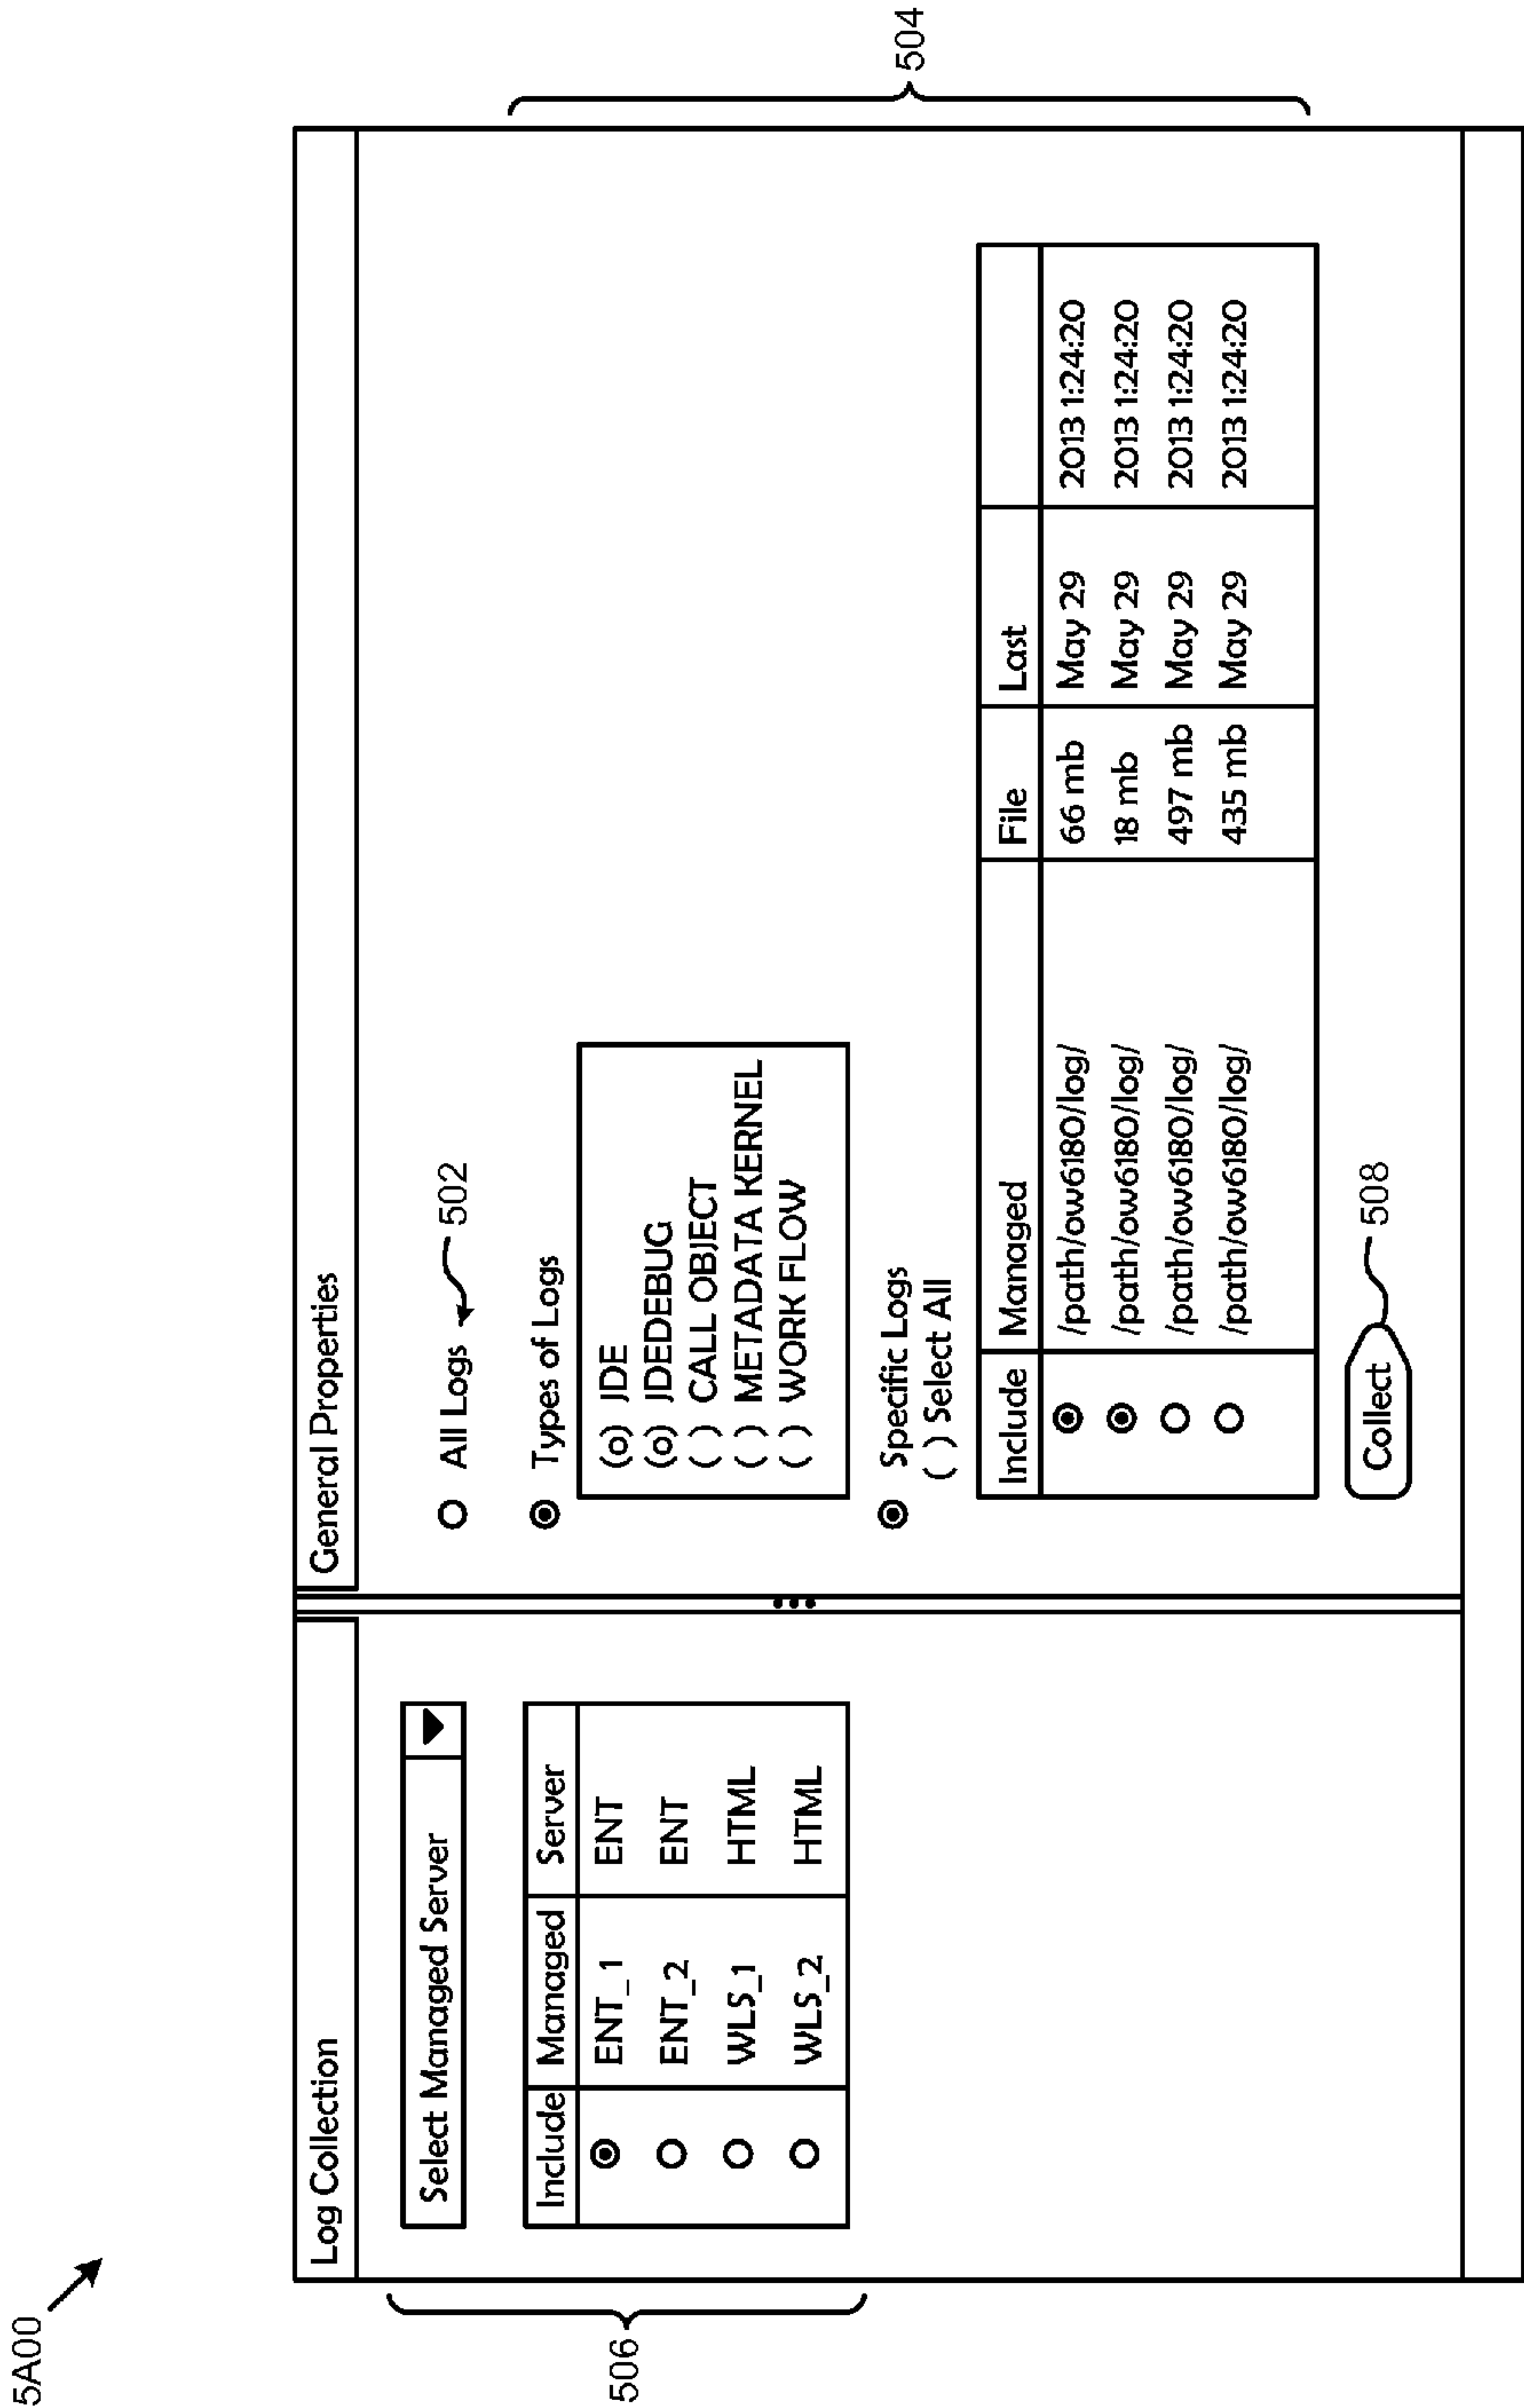 5A00
Log Collection
General Properties
Select Managed Server
506
Include Managed Server
ENT_1 ENT
ENT_2 ENT
WLS_1 HTML
WLS_2 HTML
All Logs 502
Types of Logs
(o) JDE
(o) JDEDEBUG
( ) CALL OBJECT
( ) METADATA KERNEL
( ) WORK FLOW
Specific Logs
( ) Select All
504
Include Managed File Last
/path/ow6180/log/ 66 mb May 29 2013 1:24:20
/path/ow6180/log/ 18 mb May 29 2013 1:24:20
/path/ow6180/log/ 497 mb May 29 2013 1:24:20
/path/ow6180/log/ 435 mb May 29 2013 1:24:20
Collect 508